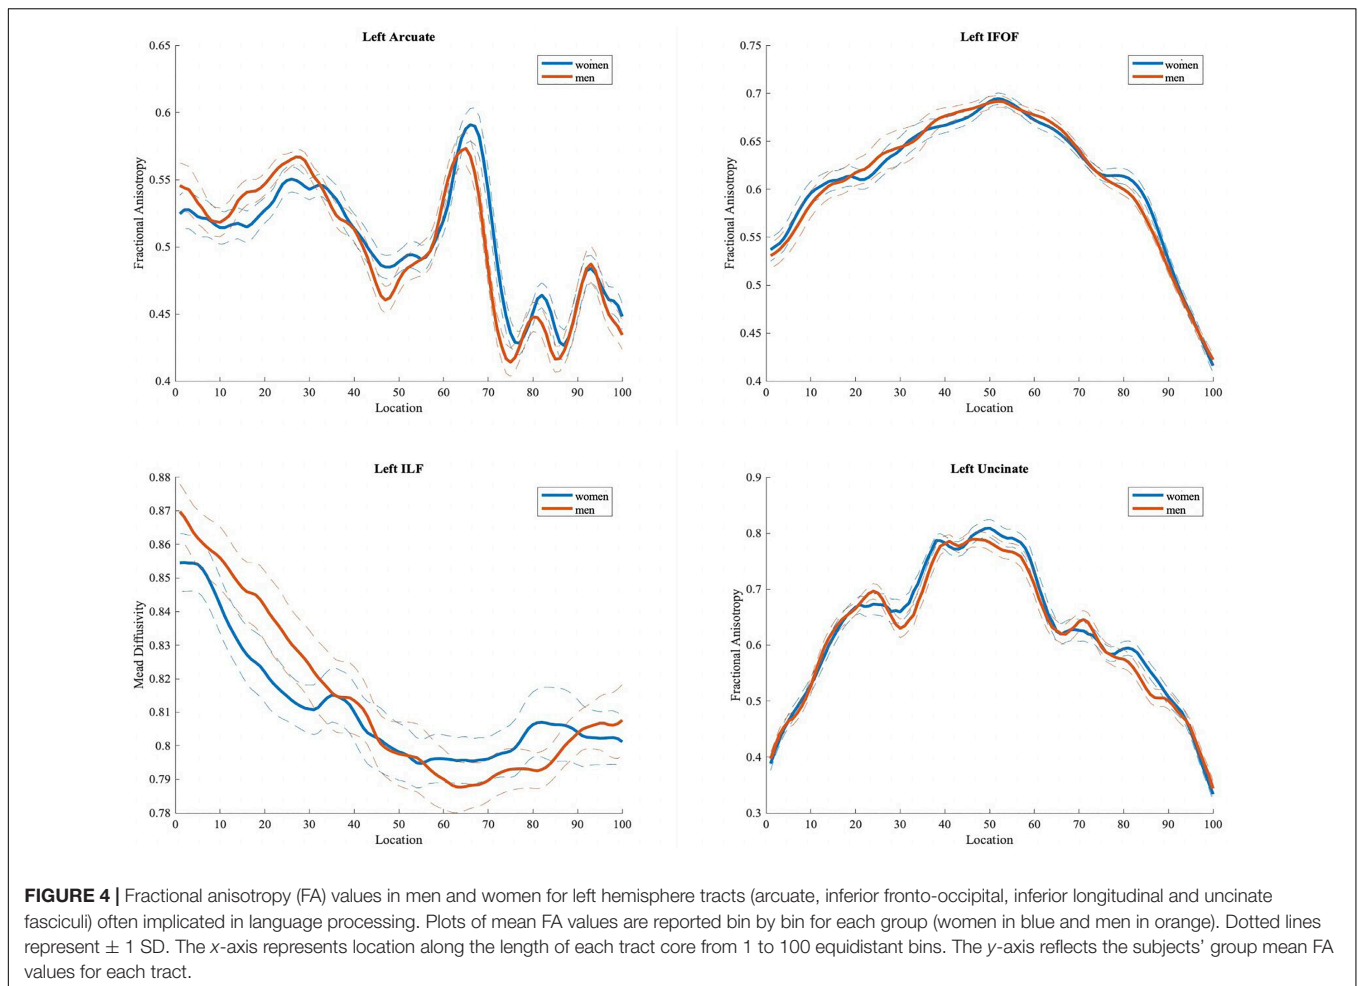 Left Arcuate
0.65
0.6
0.55
0.5
0.45
0.4
Fractional Anisotropy
women
men
0 10 20 30 40 50 60 70 80 90 100
Location
Left IFOF
0.75
0.7
0.65
0.6
0.55
0.5
0.45
0.4
Fractional Anisotropy
women
men
0 10 20 30 40 50 60 70 80 90 100
Location
Left ILF
0.88
0.87
0.86
0.85
0.84
0.83
0.82
0.81
0.8
0.79
0.78
Mead Diffusivity
women
men
0 10 20 30 40 50 60 70 80 90 100
Location
Left Uncinate
0.9
0.8
0.7
0.6
0.5
0.4
0.3
Fractional Anisotropy
women
men
0 10 20 30 40 50 60 70 80 90 100
Location
FIGURE 4 | Fractional anisotropy (FA) values in men and women for left hemisphere tracts (arcuate, inferior fronto-occipital, inferior longitudinal and uncinate
fasciculi) often implicated in language processing. Plots of mean FA values are reported bin by bin for each group (women in blue and men in orange). Dotted lines
represent ± 1 SD. The x-axis represents location along the length of each tract core from 1 to 100 equidistant bins. The y-axis reflects the subjects’ group mean FA
values for each tract.